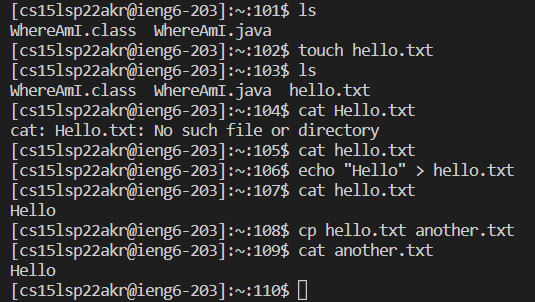 [cs15lsp22akr@ieng6-203]:~:101$ ls
WhereAmI.class  WhereAmI.java
[cs15lsp22akr@ieng6-203]:~:102$ touch hello.txt
[cs15lsp22akr@ieng6-203]:~:103$ ls
WhereAmI.class  WhereAmI.java  hello.txt
[cs15lsp22akr@ieng6-203]:~:104$ cat Hello.txt
cat: Hello.txt: No such file or directory
[cs15lsp22akr@ieng6-203]:~:105$ cat hello.txt
[cs15lsp22akr@ieng6-203]:~:106$ echo "Hello" > hello.txt
[cs15lsp22akr@ieng6-203]:~:107$ cat hello.txt
Hello
[cs15lsp22akr@ieng6-203]:~:108$ cp hello.txt another.txt
[cs15lsp22akr@ieng6-203]:~:109$ cat another.txt
Hello
[cs15lsp22akr@ieng6-203]:~:110$